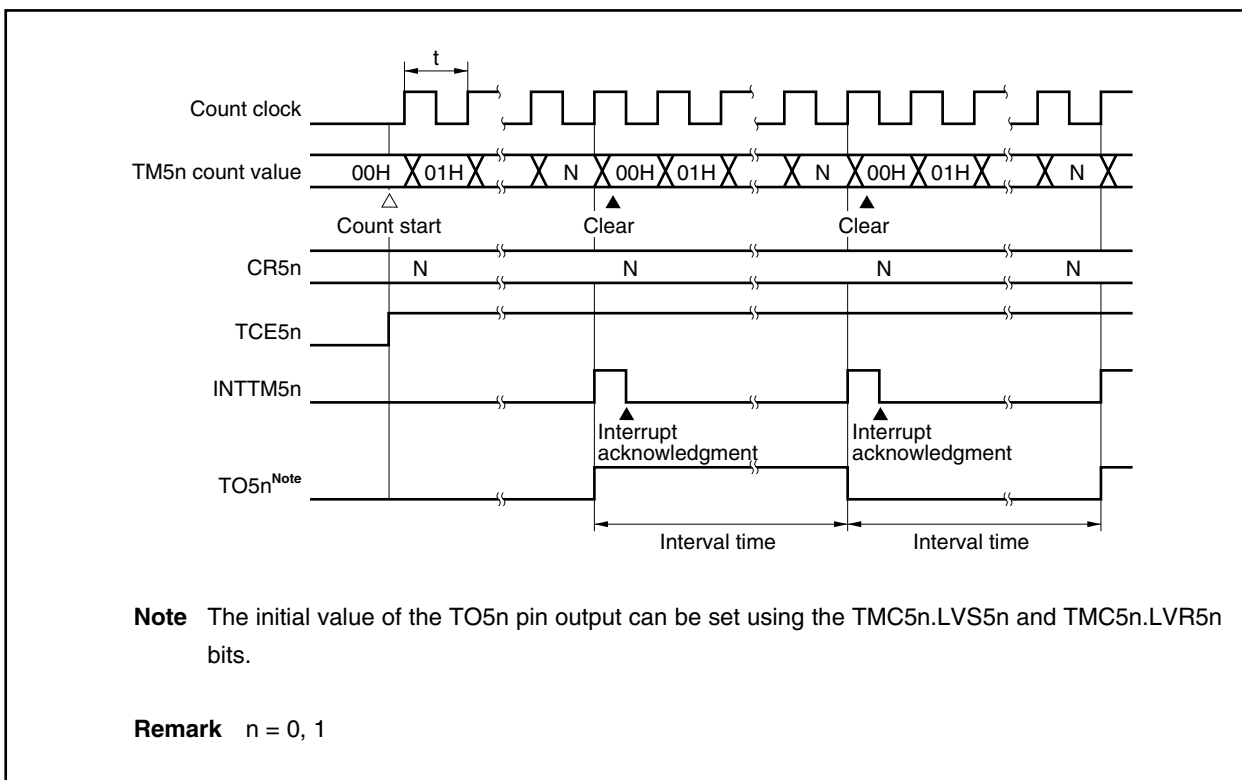 t
Count clock
TM5n count value 00H 01H N 00H 01H N 00H 01H N
Count start Clear Clear
CR5n N N N N
TCE5n
INTTM5n
Interrupt acknowledgment Interrupt acknowledgment
TO5nNote
Interval time Interval time
Note The initial value of the TO5n pin output can be set using the TMC5n.LVS5n and TMC5n.LVR5n
bits.
Remark n = 0, 1